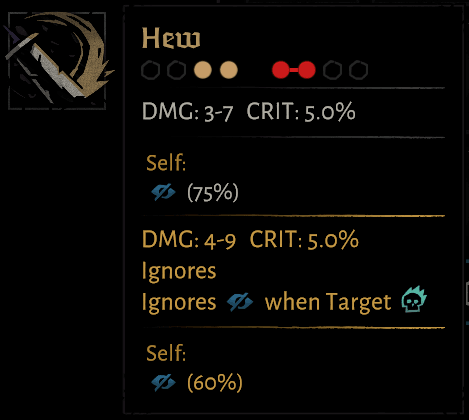 Hew
DMG: 3-7 CRIT: 5.0%
Self:
(75%)
DMG: 4-9 CRIT: 5.0%
Ignores
Ignores when Target
Self:
(60%)